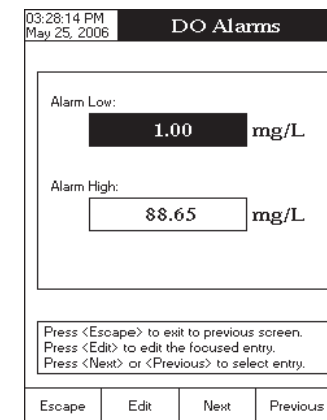 03:28:14 PM
May 25, 2006
DO Alarms
Alarm Low:
1.00 mg/L
Alarm High:
88.65 mg/L
Press <Escape> to exit to previous screen.
Press <Edit> to edit the focused entry.
Press <Next> or <Previous> to select entry.
Escape Edit Next Previous